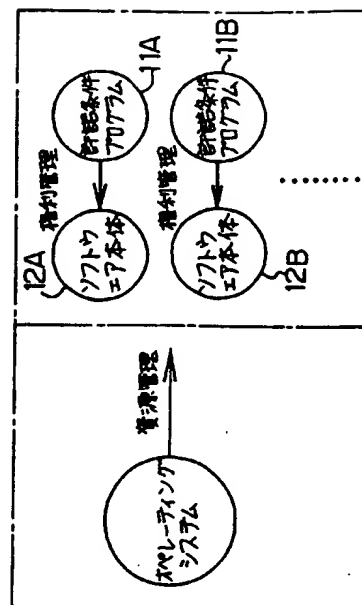 オペレーティング
システム
資源管理
12A
ソフトウ
ェア本体
権利管理
許諾条件
プログラム
11A
12B
ソフトウ
ェア本体
権利管理
許諾条件
プログラム
11B